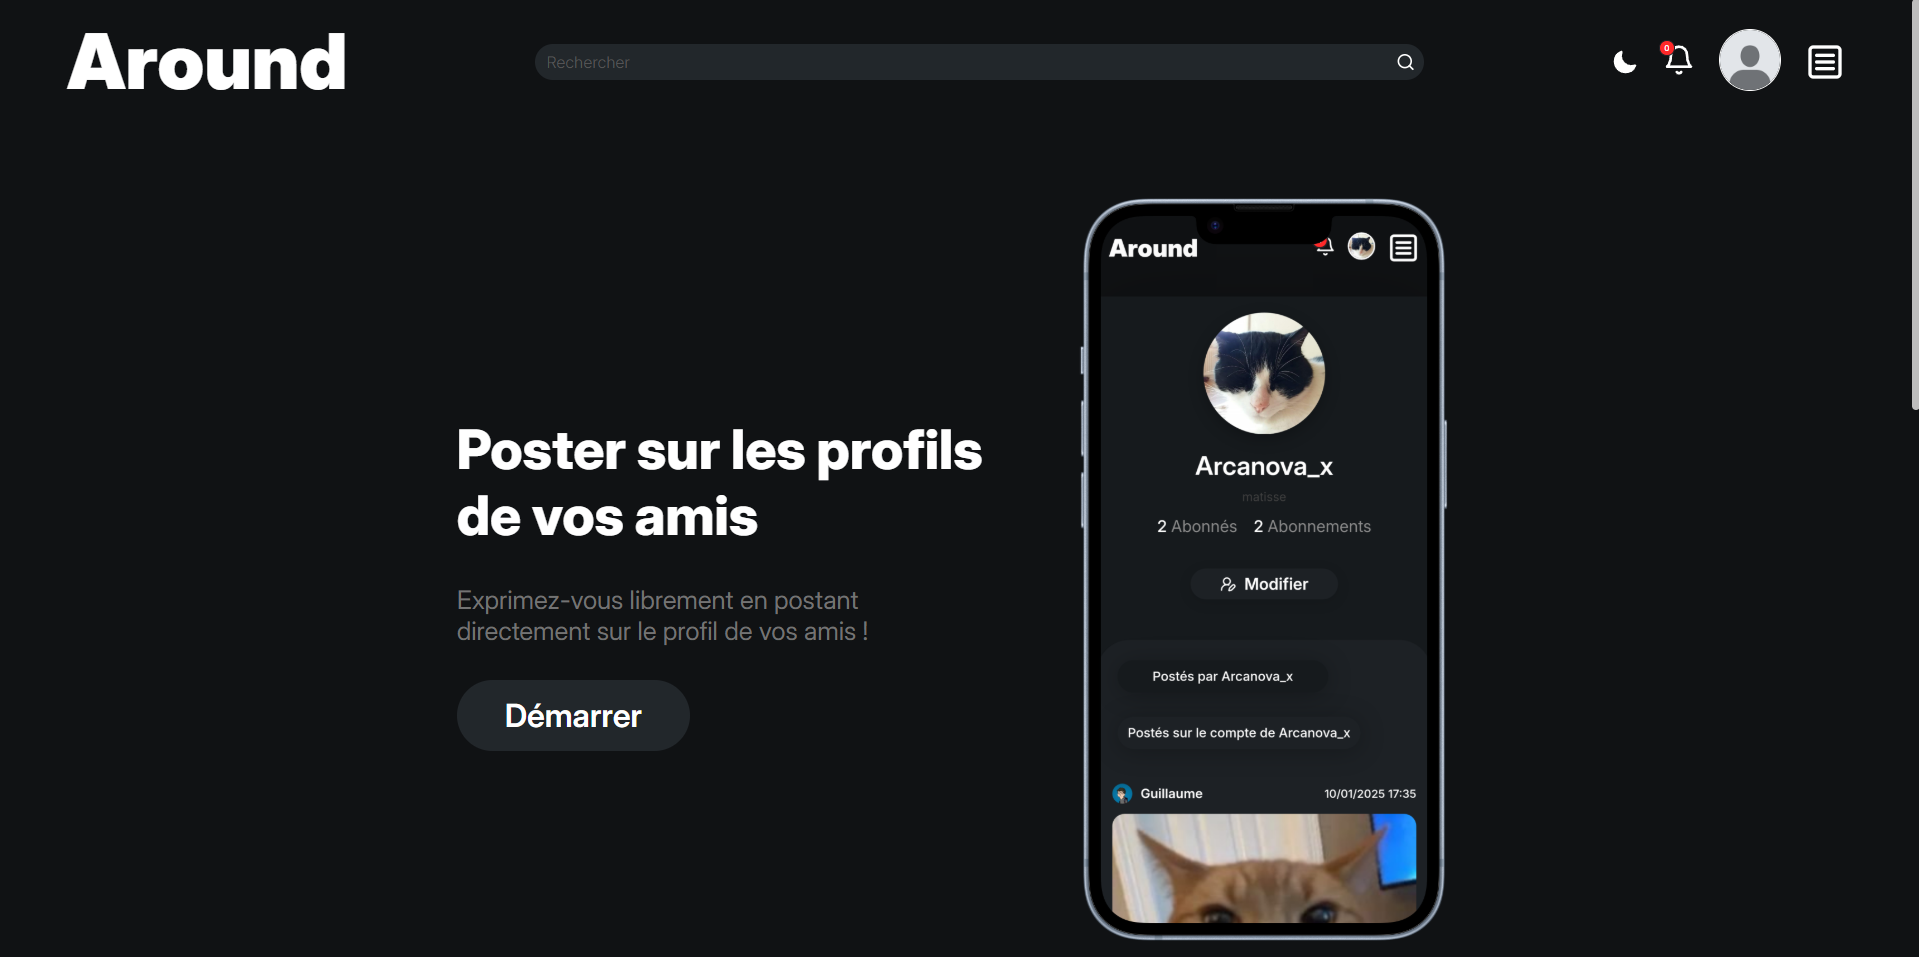 Around
Rechercher
0
Around
Arcanova_x
matisse
2 Abonnés 2 Abonnements
Modifier
Poster sur les profils
de vos amis
Exprimez-vous librement en postant
directement sur le profil de vos amis !
Démarrer
Postés par Arcanova_x
Postés sur le compte de Arcanova_x
Guillaume 10/01/2025 17:35